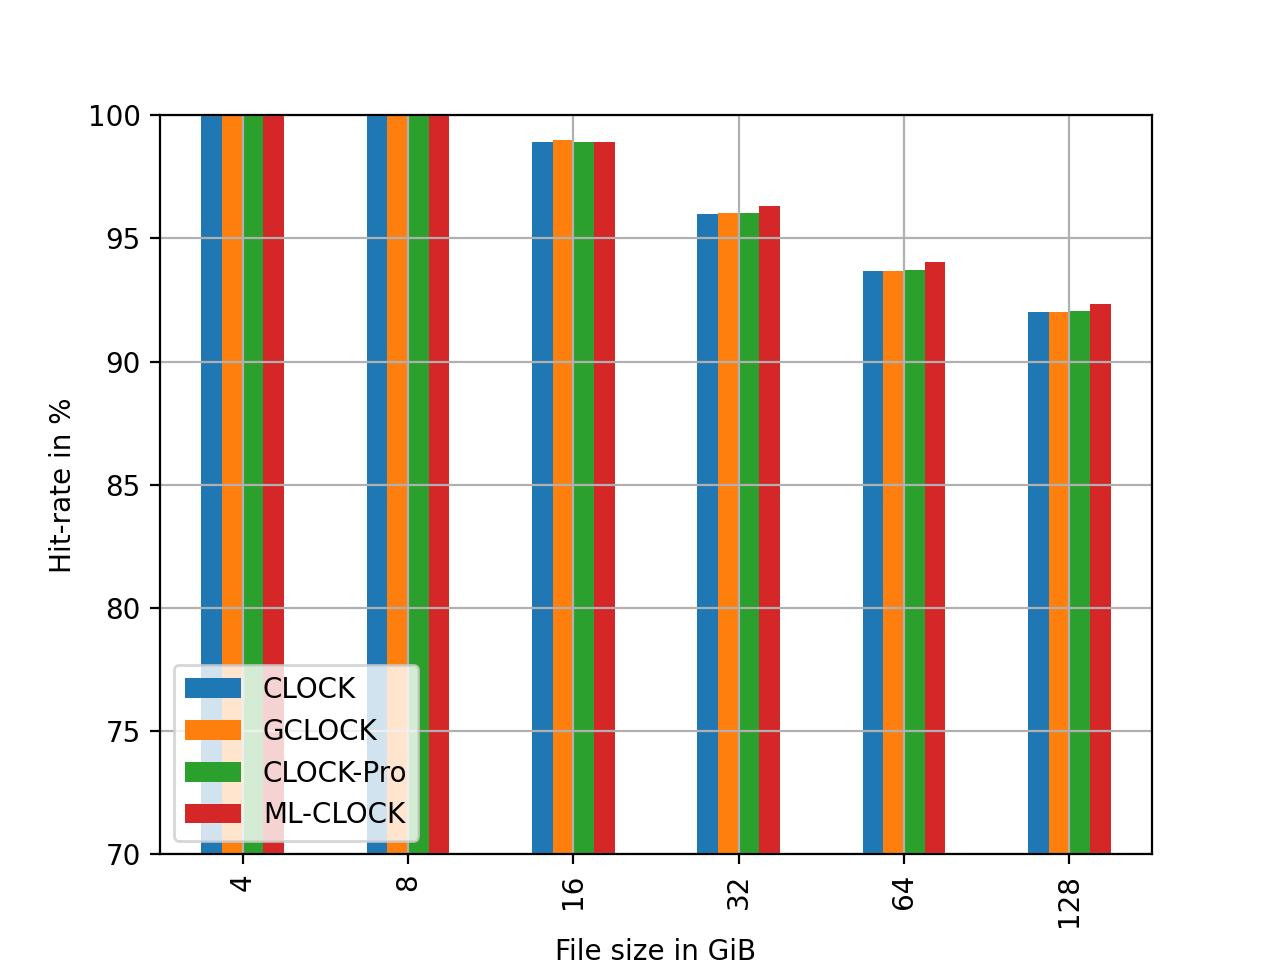 100
95
90
85
80
75
70
Hit-rate in %
CLOCK
GCLOCK
CLOCK-Pro
ML-CLOCK
4
8
16
32
64
128
File size in GiB